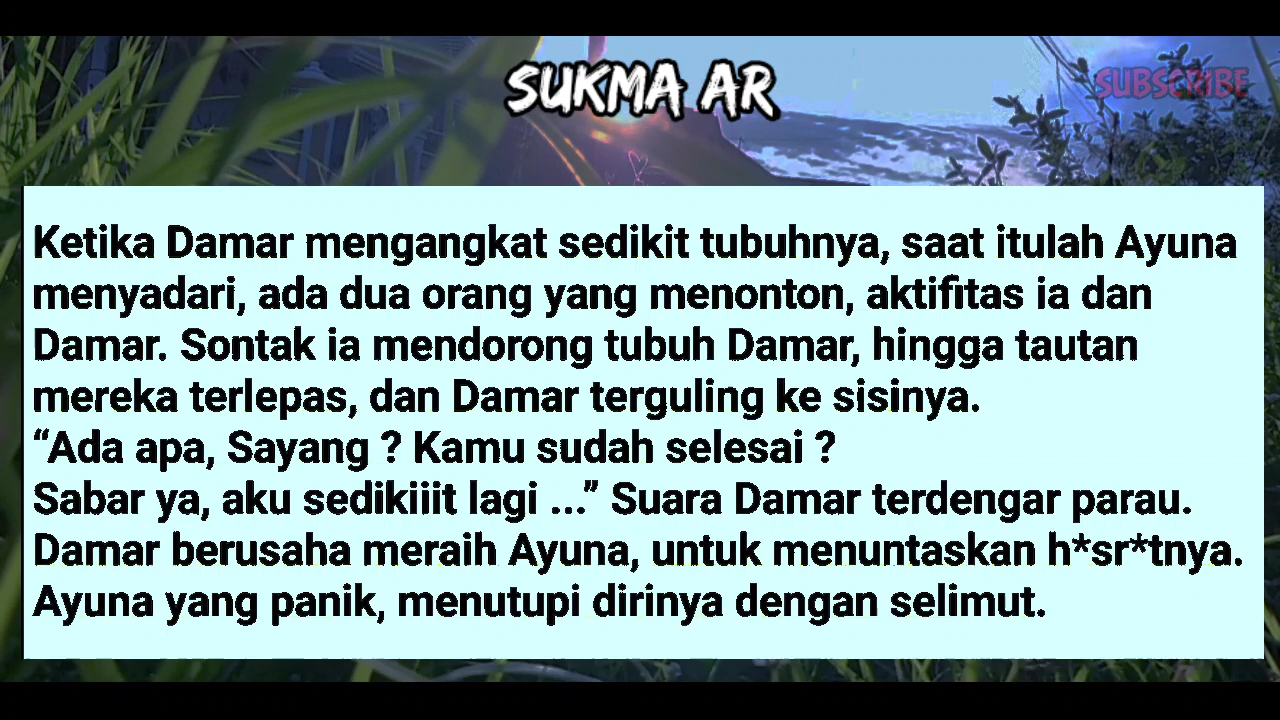 SUKMA AR
SUBSCRIBE
Ketika Damar mengangkat sedikit tubuhnya, saat itulah Ayuna
menyadari, ada dua orang yang menonton, aktifitas ia dan
Damar. Sontak ia mendorong tubuh Damar, hingga tautan
mereka terlepas, dan Damar terguling ke sisinya.
“Ada apa, Sayang ? Kamu sudah selesai ?
Sabar ya, aku sedikiiit lagi ...” Suara Damar terdengar parau.
Damar berusaha meraih Ayuna, untuk menuntaskan h*sr*tnya.
Ayuna yang panik, menutupi dirinya dengan selimut.